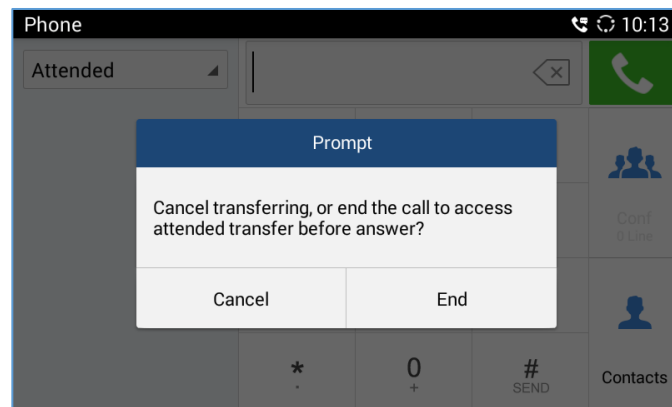 Phone
10:13
Attended
Prompt
Cancel transferring, or end the call to access
attended transfer before answer?
Conf
0 Line
Cancel
End
*
0
#
.
+
SEND
Contacts